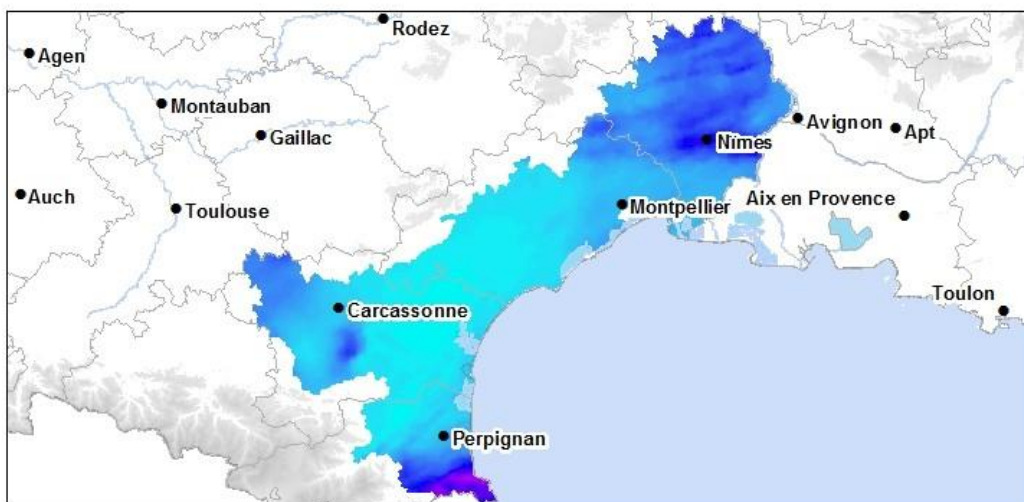 Rodez
Agen
Montauban
Avignon
Apt
Gaillac
Nîmes
Auch
Toulouse
Montpellier
Aix en Provence
Carcassonne
Toulon
Perpignan